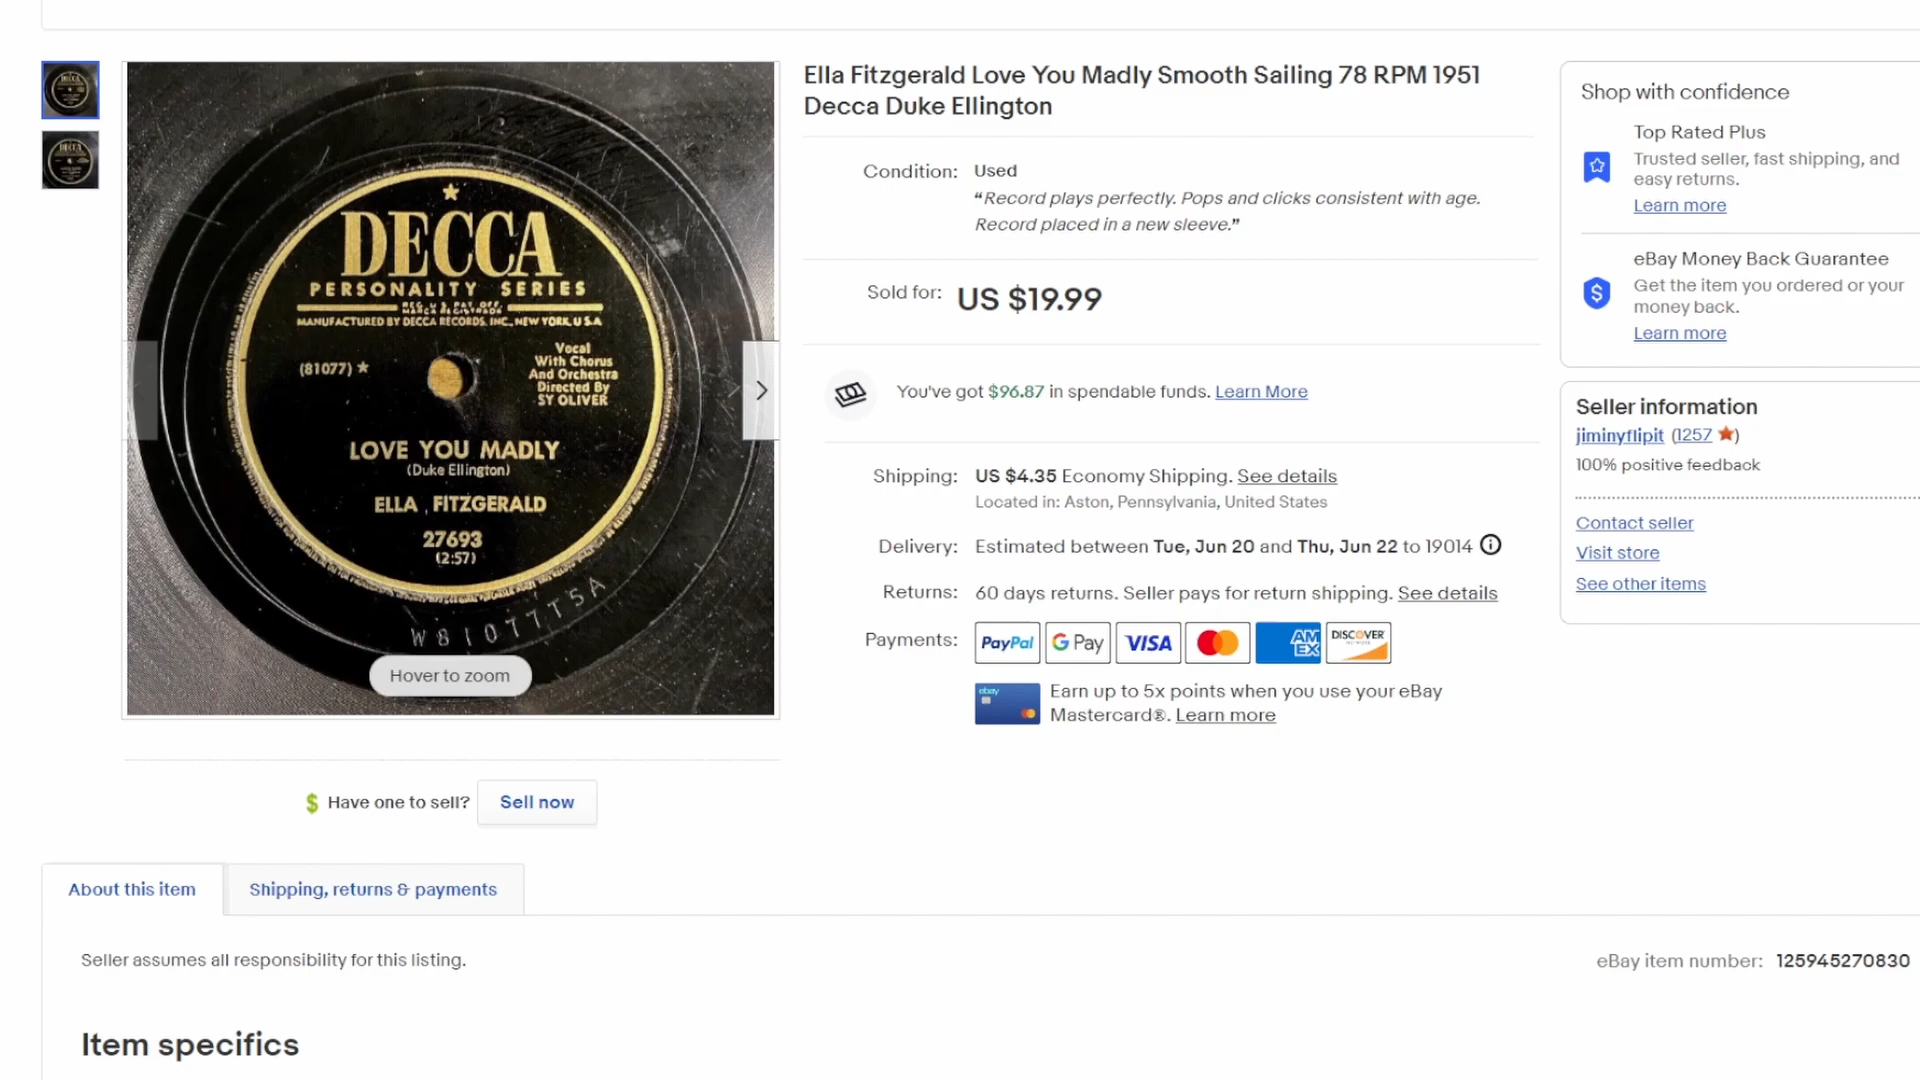 Ella Fitzgerald Love You Madly Smooth Sailing 78 RPM 1951
Decca Duke Ellington
Condition: Used
“Record plays perfectly. Pops and clicks consistent with age.
Record placed in a new sleeve.”
Sold for: US $19.99
You've got $96.87 in spendable funds. Learn More
Shipping: US $4.35 Economy Shipping. See details
Located in: Aston, Pennsylvania, United States
Delivery: Estimated between Tue, Jun 20 and Thu, Jun 22 to 19014
Returns: 60 days returns. Seller pays for return shipping. See details
Payments: PayPal G Pay VISA AM EX DISCOVER
ebay
Earn up to 5x points when you use your eBay
Mastercard®. Learn more
DECCA
PERSONALITY SERIES
REG. U.S. PAT. OFF.
MARCA REGISTRADA
MANUFACTURED BY DECCA RECORDS, INC., NEW YORK, U S A
(81077) ★
Vocal
With Chorus
And Orchestra
Directed By
SY OLIVER
LOVE YOU MADLY
(Duke Ellington)
ELLA FITZGERALD
27693
(2:57)
W81077T5A
Hover to zoom
Have one to sell? Sell now
Shop with confidence
Top Rated Plus
Trusted seller, fast shipping, and
easy returns.
Learn more
eBay Money Back Guarantee
Get the item you ordered or your
money back.
Learn more
Seller information
jiminyflipit (1257 ★)
100% positive feedback
Contact seller
Visit store
See other items
About this item
Shipping, returns & payments
Seller assumes all responsibility for this listing.
eBay item number: 125945270830
Item specifics